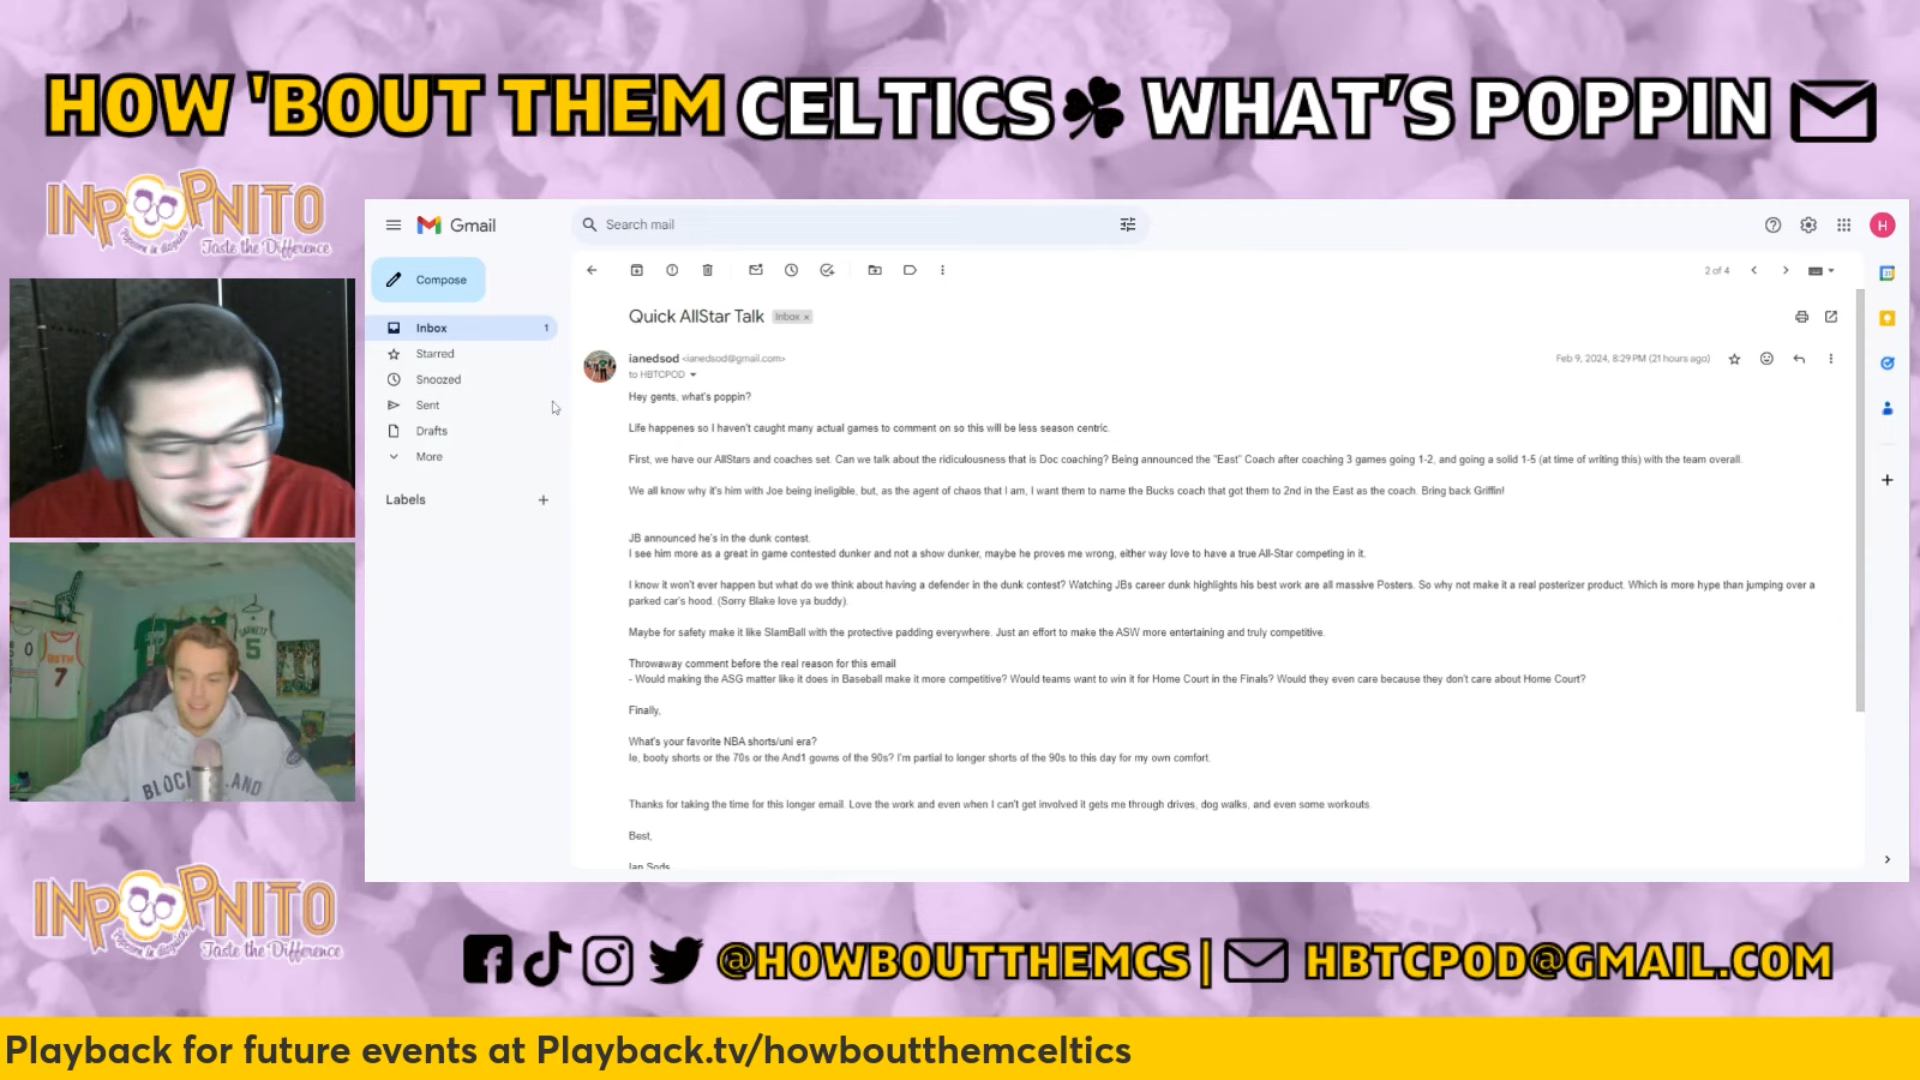 HOW 'BOUT THEM CELTICS☘ WHAT'S POPPIN
INPOPNITO
Popcorn in disguise
Taste the Difference
Gmail
Search mail
H
Compose
2 of 4
Inbox 1
Starred
Snoozed
Sent
Drafts
More
Labels
Quick AllStar Talk Inbox ×
ianedsod <ianedsod@gmail.com>
Feb 9, 2024, 8:29 PM (21 hours ago)
to HBTCPOD
Hey gents, what's poppin?
Life happenes so I haven't caught many actual games to comment on so this will be less season centric.
First, we have our AllStars and coaches set. Can we talk about the ridiculousness that is Doc coaching? Being announced the "East" Coach after coaching 3 games going 1-2, and going a solid 1-5 (at time of writing this) with the team overall.
We all know why it's him with Joe being ineligible, but, as the agent of chaos that I am, I want them to name the Bucks coach that got them to 2nd in the East as the coach. Bring back Griffin!
JB announced he's in the dunk contest.
I see him more as a great in game contested dunker and not a show dunker, maybe he proves me wrong, either way love to have a true All-Star competing in it.
I know it won't ever happen but what do we think about having a defender in the dunk contest? Watching JBs career dunk highlights his best work are all massive Posters. So why not make it a real posterizer product. Which is more hype than jumping over a
parked car's hood. (Sorry Blake love ya buddy).
Maybe for safety make it like SlamBall with the protective padding everywhere. Just an effort to make the ASW more entertaining and truly competitive.
Throwaway comment before the real reason for this email
- Would making the ASG matter like it does in Baseball make it more competitive? Would teams want to win it for Home Court in the Finals? Would they even care because they don't care about Home Court?
Finally,
What's your favorite NBA shorts/uni era?
Ie, booty shorts or the 70s or the And1 gowns of the 90s? I'm partial to longer shorts of the 90s to this day for my own comfort.
Thanks for taking the time for this longer email. Love the work and even when I can't get involved it gets me through drives, dog walks, and even some workouts.
Best,
Ian Sods
GARNETT
5
0
7
BLOCK
AND
INPOPNITO
Taste the Difference
@HOWBOUTTHEMCS | HBTCPOD@GMAIL.COM
Playback for future events at Playback.tv/howboutthemceltics